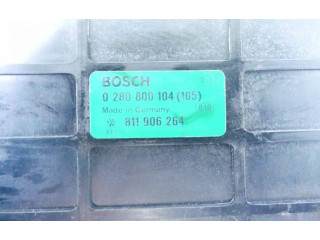 BOSCH
0 280 800 104 (105)
Made in Germany
811 906 264